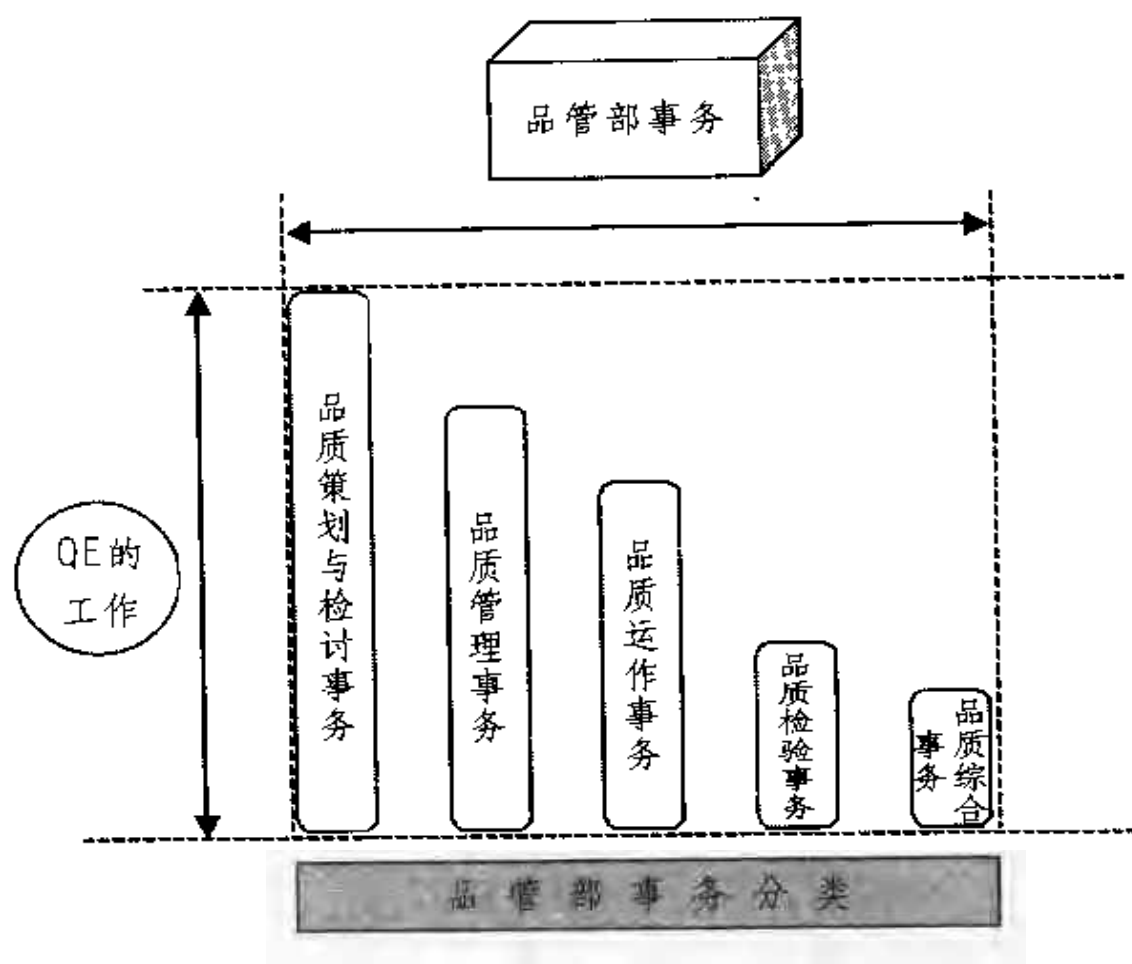 品管部事务
QE的
工作
品质策划与检讨事务
品质管理事务
品质运作事务
品质检验事务
品质综合
事务
品管部事务分类